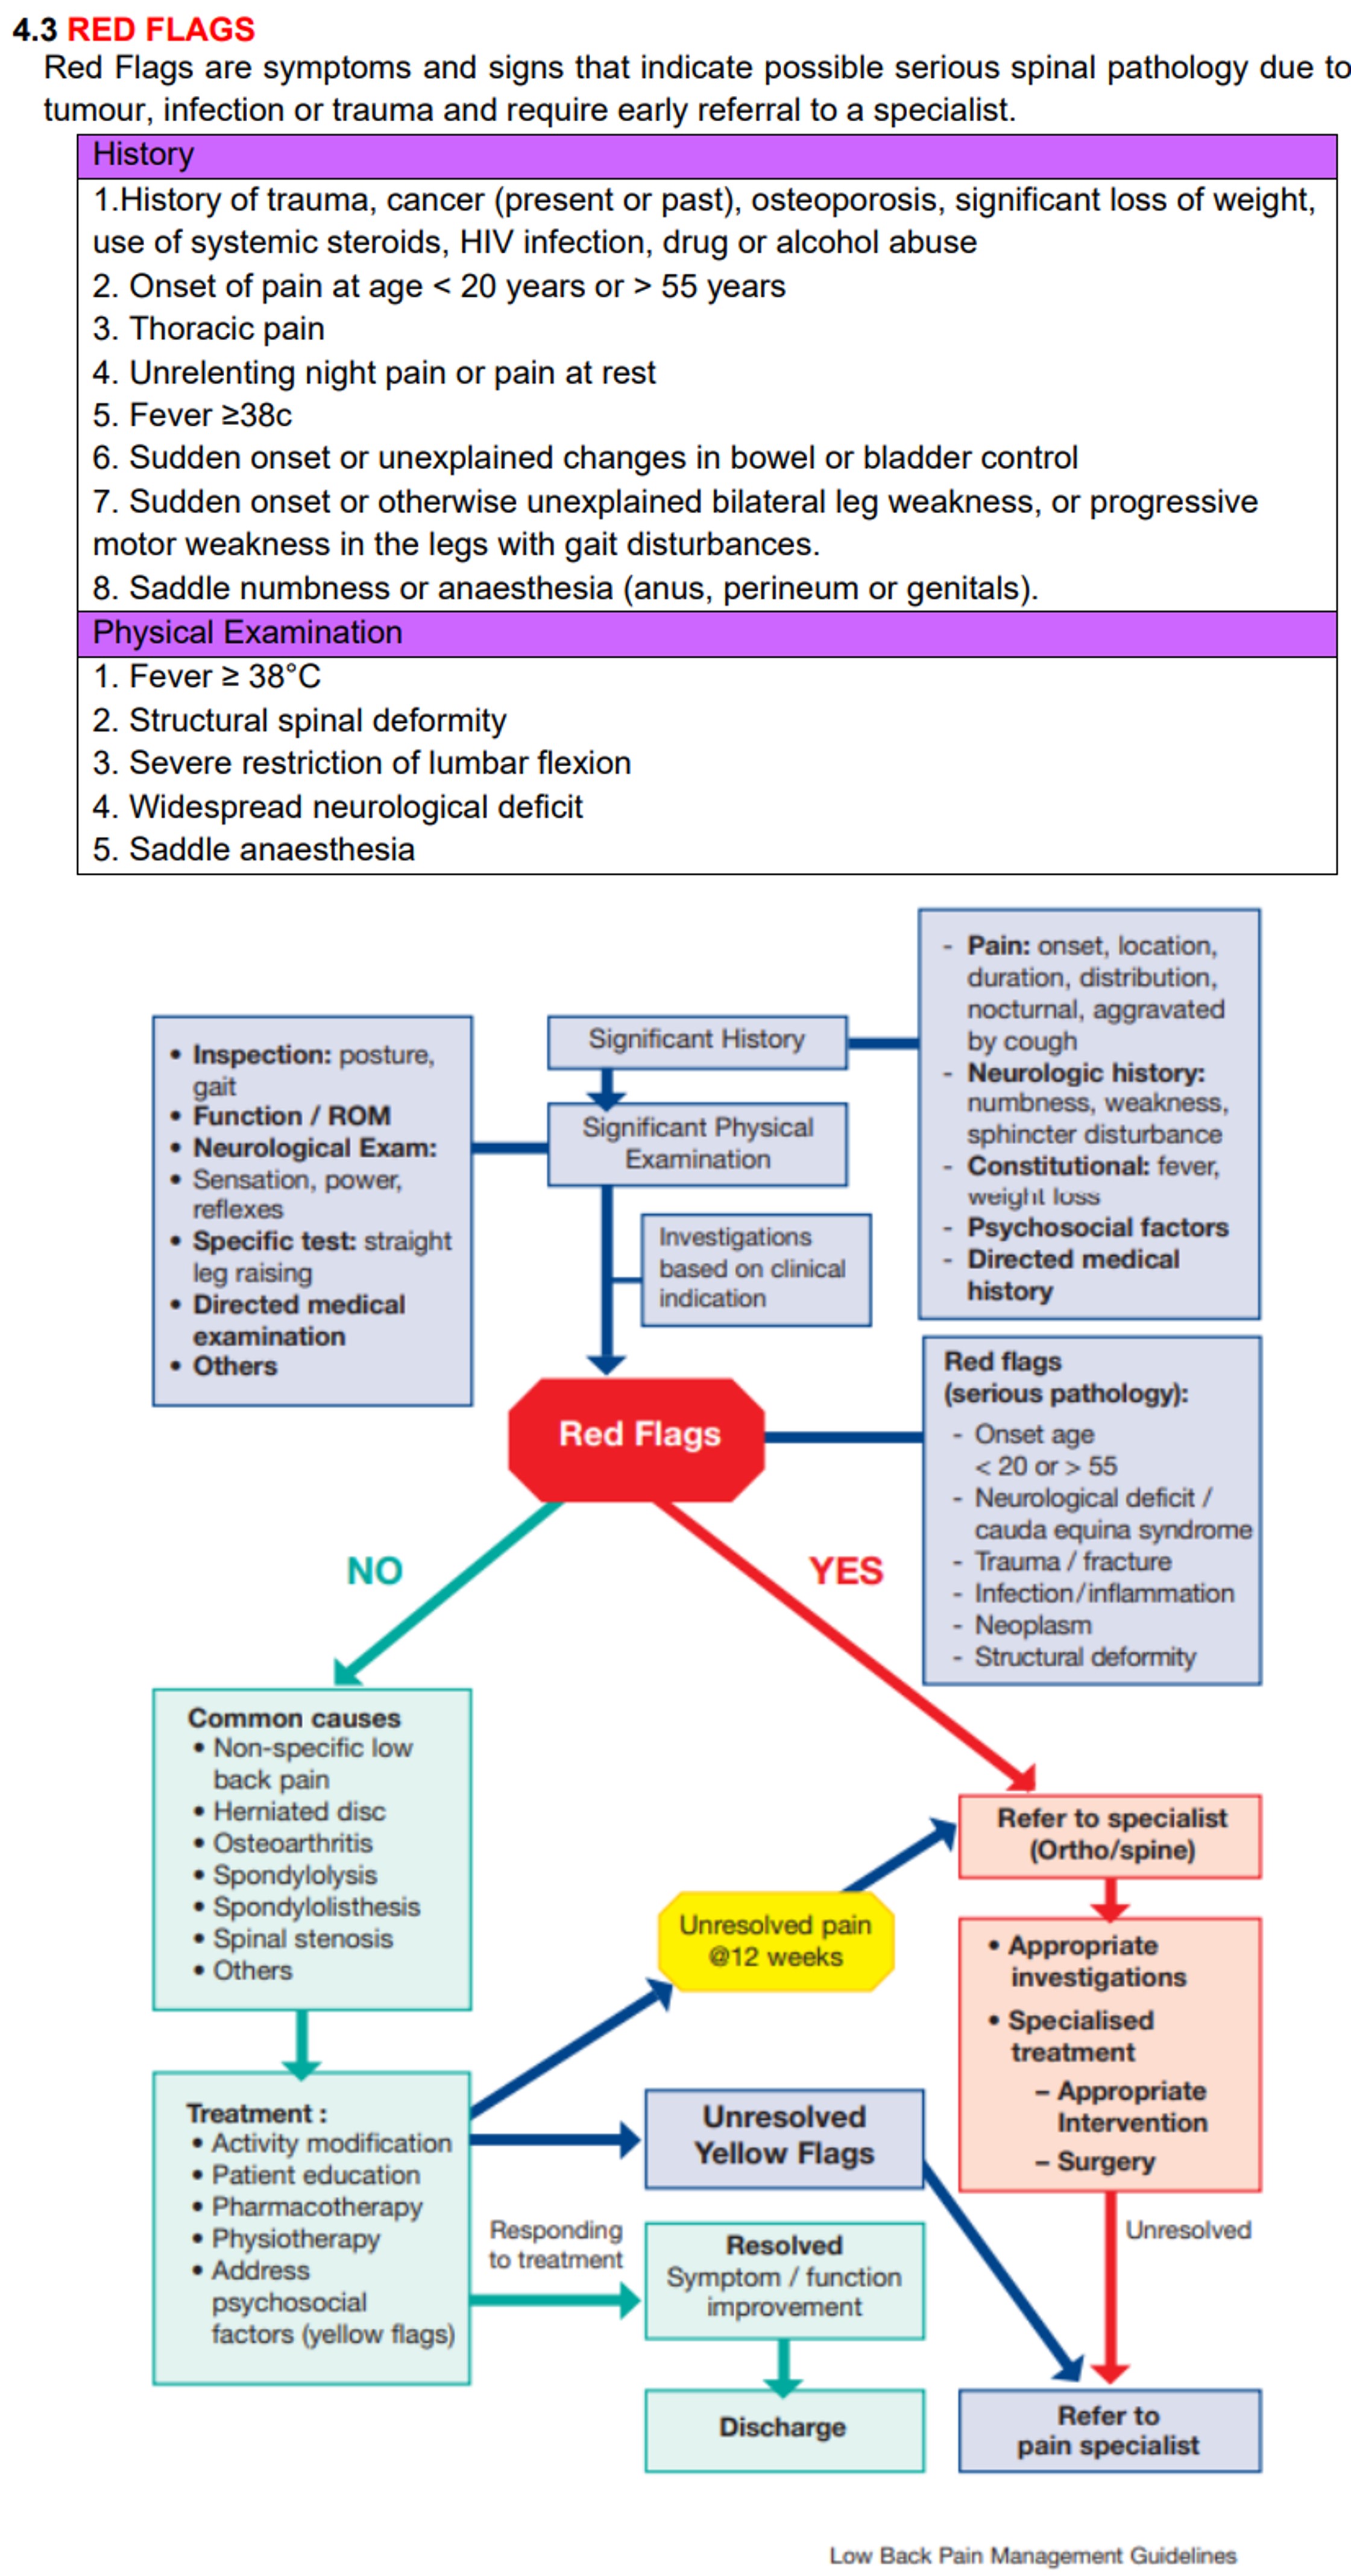 4.3 RED FLAGS
Red Flags are symptoms and signs that indicate possible serious spinal pathology due to
tumour, infection or trauma and require early referral to a specialist.
History
1.History of trauma, cancer (present or past), osteoporosis, significant loss of weight,
use of systemic steroids, HIV infection, drug or alcohol abuse
2. Onset of pain at age < 20 years or > 55 years
3. Thoracic pain
4. Unrelenting night pain or pain at rest
5. Fever ≥38c
6. Sudden onset or unexplained changes in bowel or bladder control
7. Sudden onset or otherwise unexplained bilateral leg weakness, or progressive
motor weakness in the legs with gait disturbances.
8. Saddle numbness or anaesthesia (anus, perineum or genitals).
Physical Examination
1. Fever ≥ 38°C
2. Structural spinal deformity
3. Severe restriction of lumbar flexion
4. Widespread neurological deficit
5. Saddle anaesthesia
Significant History
- Pain: onset, location,
duration, distribution,
nocturnal, aggravated
by cough
- Neurologic history:
numbness, weakness,
sphincter disturbance
- Constitutional: fever,
weight loss
- Psychosocial factors
- Directed medical
history
• Inspection: posture,
gait
• Function / ROM
• Neurological Exam:
• Sensation, power,
reflexes
• Specific test: straight
leg raising
• Directed medical
examination
• Others
Significant Physical
Examination
Investigations
based on clinical
indication
Red Flags
Red flags
(serious pathology):
- Onset age
< 20 or > 55
- Neurological deficit /
cauda equina syndrome
- Trauma / fracture
- Infection/inflammation
- Neoplasm
- Structural deformity
NO
YES
Common causes
• Non-specific low
back pain
• Herniated disc
• Osteoarthritis
• Spondylolysis
• Spondylolisthesis
• Spinal stenosis
• Others
Refer to specialist
(Ortho/spine)
Unresolved pain
@12 weeks
• Appropriate
investigations
• Specialised
treatment
– Appropriate
Intervention
– Surgery
Treatment :
• Activity modification
• Patient education
• Pharmacotherapy
• Physiotherapy
• Address
psychosocial
factors (yellow flags)
Unresolved
Yellow Flags
Responding
to treatment
Resolved
Symptom / function
improvement
Unresolved
Discharge
Refer to
pain specialist
Low Back Pain Management Guidelines